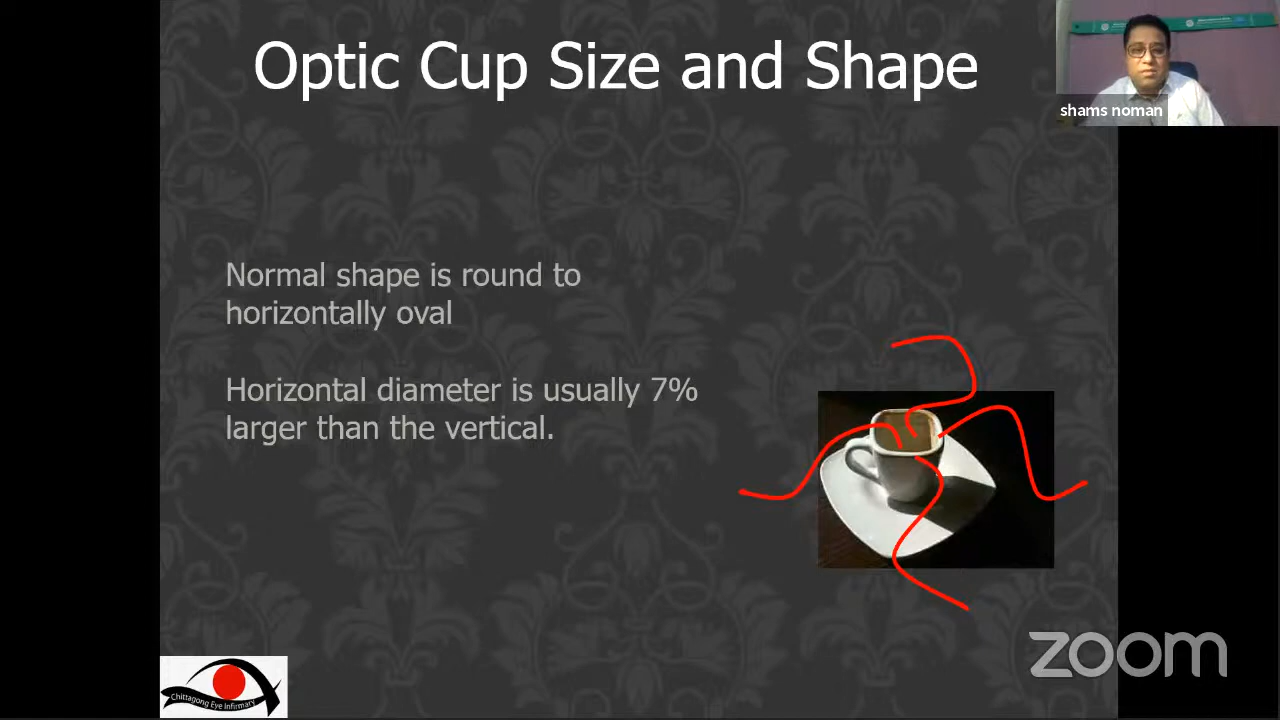 Optic Cup Size and Shape
shams noman
Normal shape is round to
horizontally oval
Horizontal diameter is usually 7%
larger than the vertical.
zoom
Chittagong Eye Infirmary